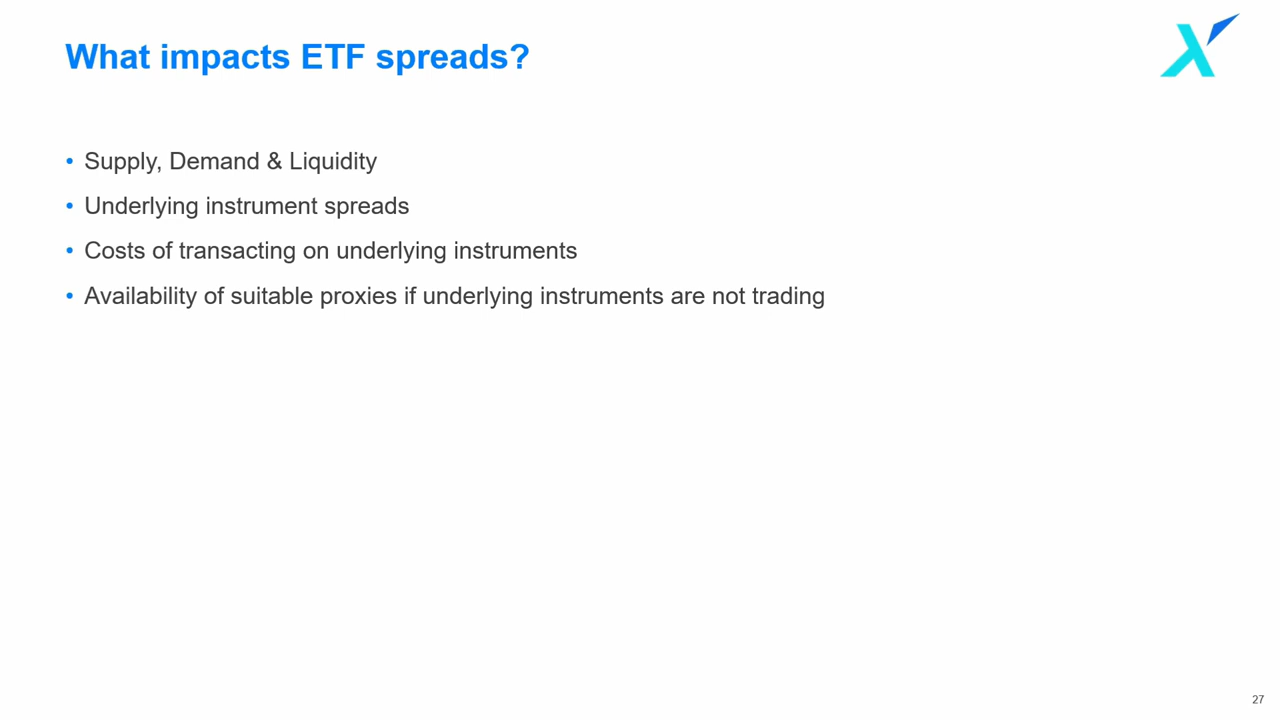 What impacts ETF spreads?
• Supply, Demand & Liquidity
• Underlying instrument spreads
• Costs of transacting on underlying instruments
• Availability of suitable proxies if underlying instruments are not trading
27